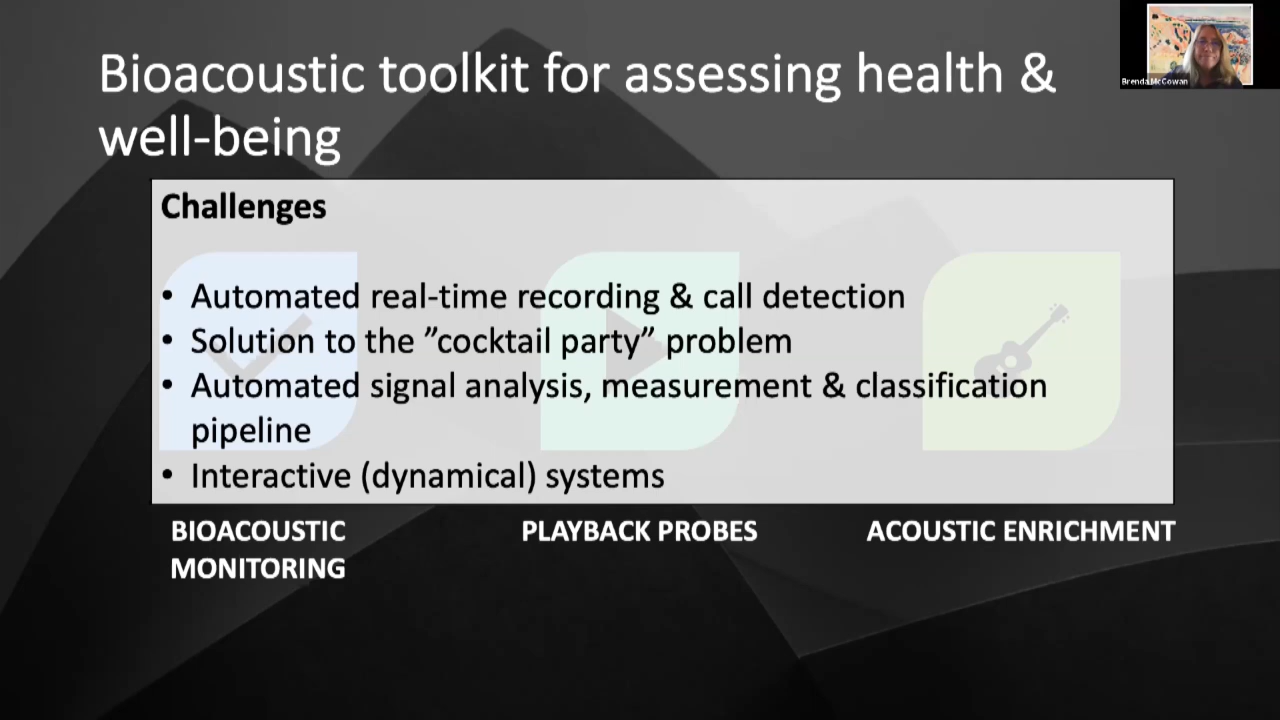 Bioacoustic toolkit for assessing health &
well-being
Brenda McCowan
Challenges
• Automated real-time recording & call detection
• Solution to the ”cocktail party” problem
• Automated signal analysis, measurement & classification
pipeline
• Interactive (dynamical) systems
BIOACOUSTIC
MONITORING
PLAYBACK PROBES
ACOUSTIC ENRICHMENT